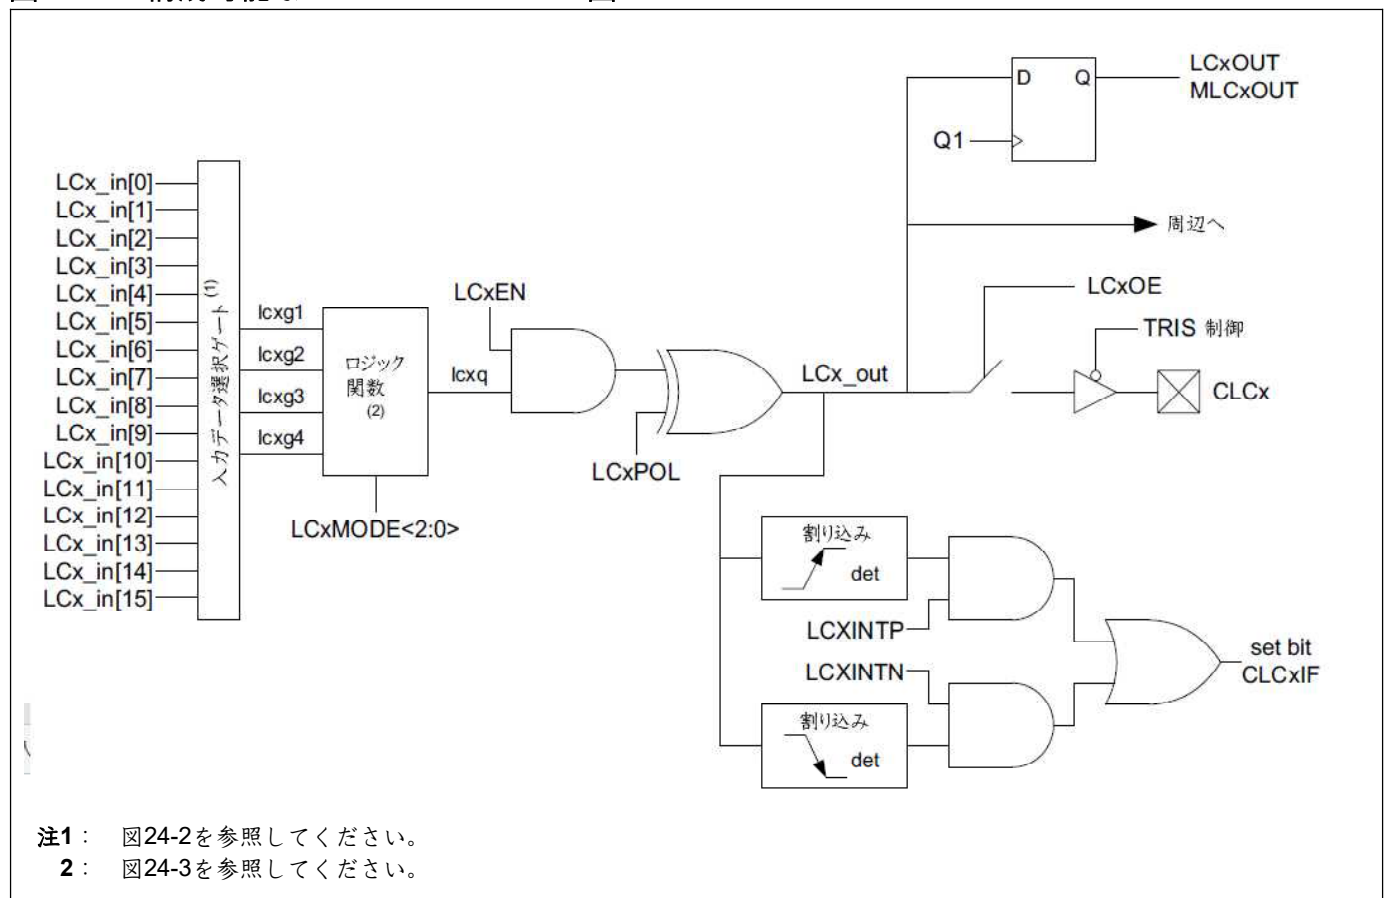 LCxOUT
MLCxOUT
D Q
Q1
周辺へ
LCx_in[0]
LCx_in[1]
LCx_in[2]
LCx_in[3]
LCx_in[4]
LCx_in[5]
LCx_in[6]
LCx_in[7]
LCx_in[8]
LCx_in[9]
LCx_in[10]
LCx_in[11]
LCx_in[12]
LCx_in[13]
LCx_in[14]
LCx_in[15]
入力データ選択ゲート(1)
lcxg1
lcxg2
lcxg3
lcxg4
ロジック
関数
(2)
LCxMODE<2:0>
LCxEN
lcxq
LCxPOL
LCx_out
LCxOE
TRIS 制御
CLCx
割り込み
det
LCXINTP
LCXINTN
割り込み
det
set bit
CLCxIF
注1： 図24-2を参照してください。
2： 図24-3を参照してください。